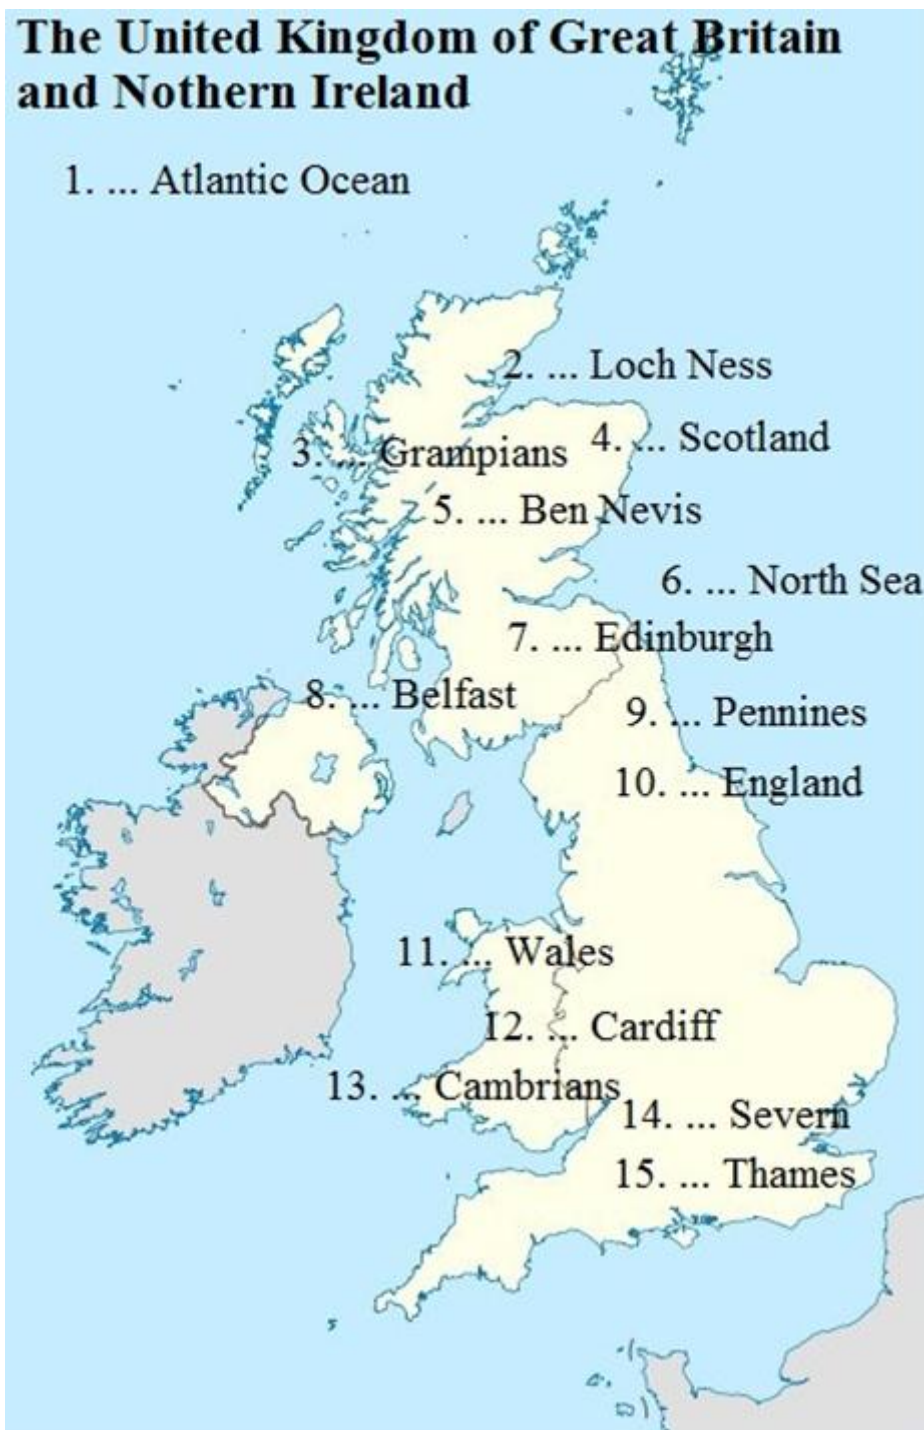 The United Kingdom of Great Britain
and Nothern Ireland
1. ... Atlantic Ocean
2. ... Loch Ness
3. ... Grampians
4. ... Scotland
5. ... Ben Nevis
6. ... North Sea
7. ... Edinburgh
8. ... Belfast
9. ... Pennines
10. ... England
11. ... Wales
12. ... Cardiff
13. ... Cambrians
14. ... Severn
15. ... Thames